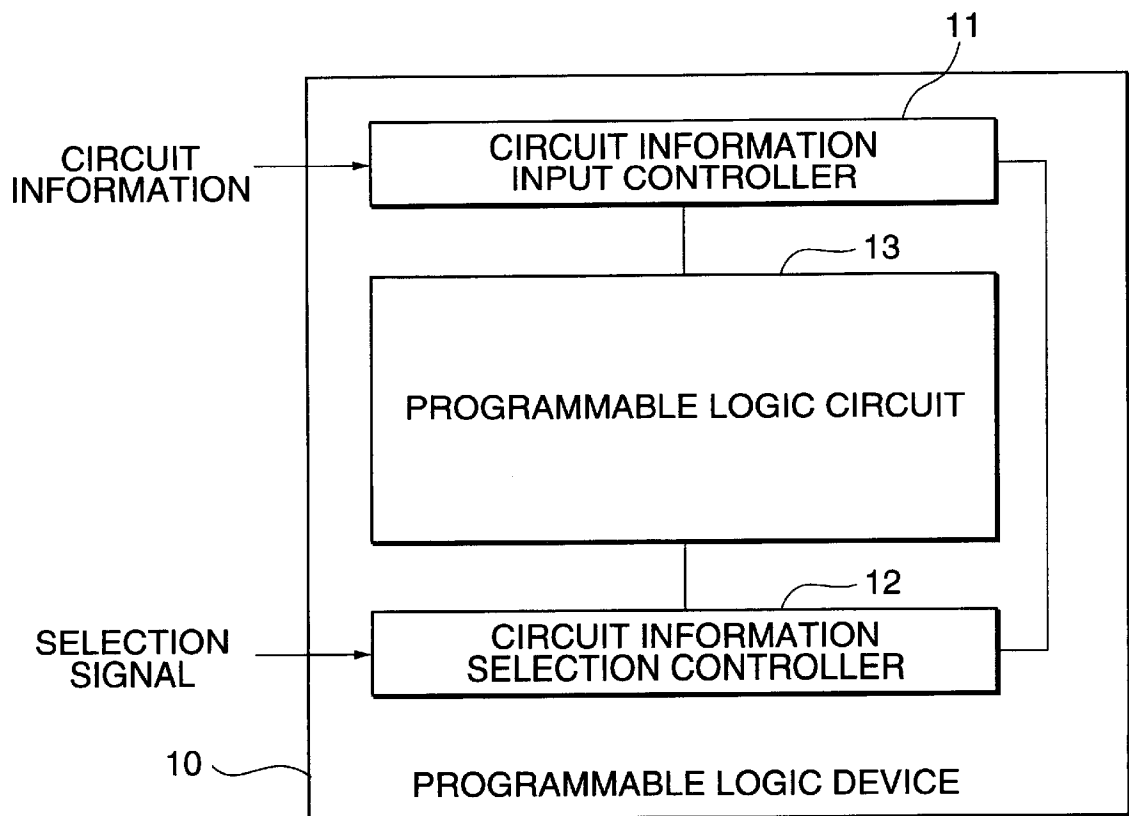 11
CIRCUIT
INFORMATION
CIRCUIT INFORMATION
INPUT CONTROLLER
13
PROGRAMMABLE LOGIC CIRCUIT
12
SELECTION
SIGNAL
CIRCUIT INFORMATION
SELECTION CONTROLLER
10
PROGRAMMABLE LOGIC DEVICE